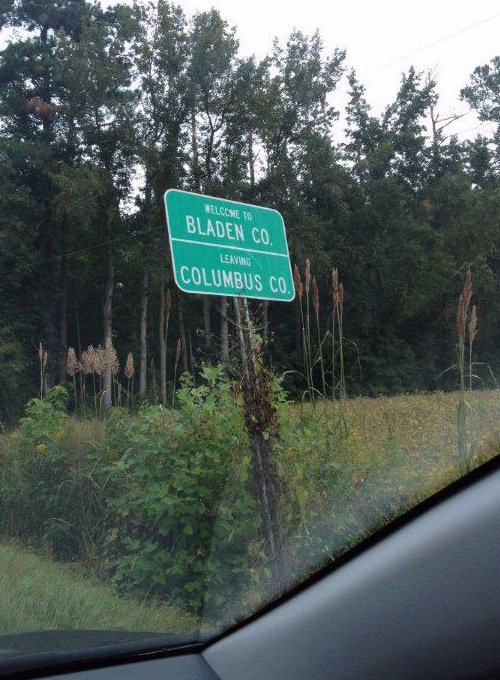 WELCOME TO
BLADEN CO.
LEAVING
COLUMBUS CO.